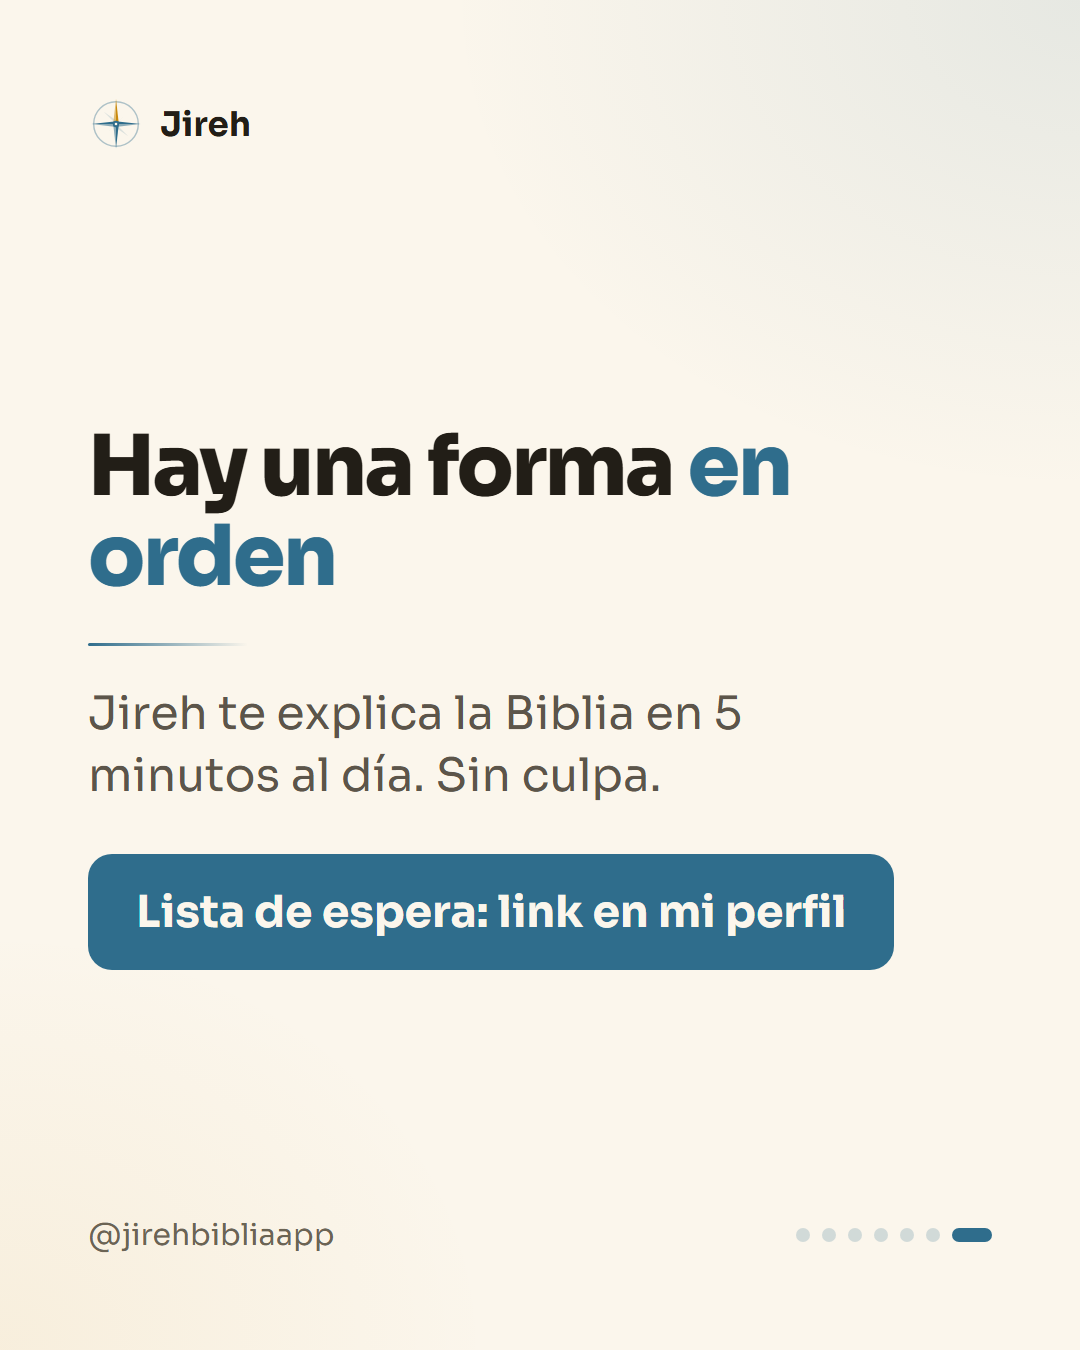 Jireh
Hay una forma en
orden
Jireh te explica la Biblia en 5
minutos al día. Sin culpa.
Lista de espera: link en mi perfil
@jirehbibliaapp